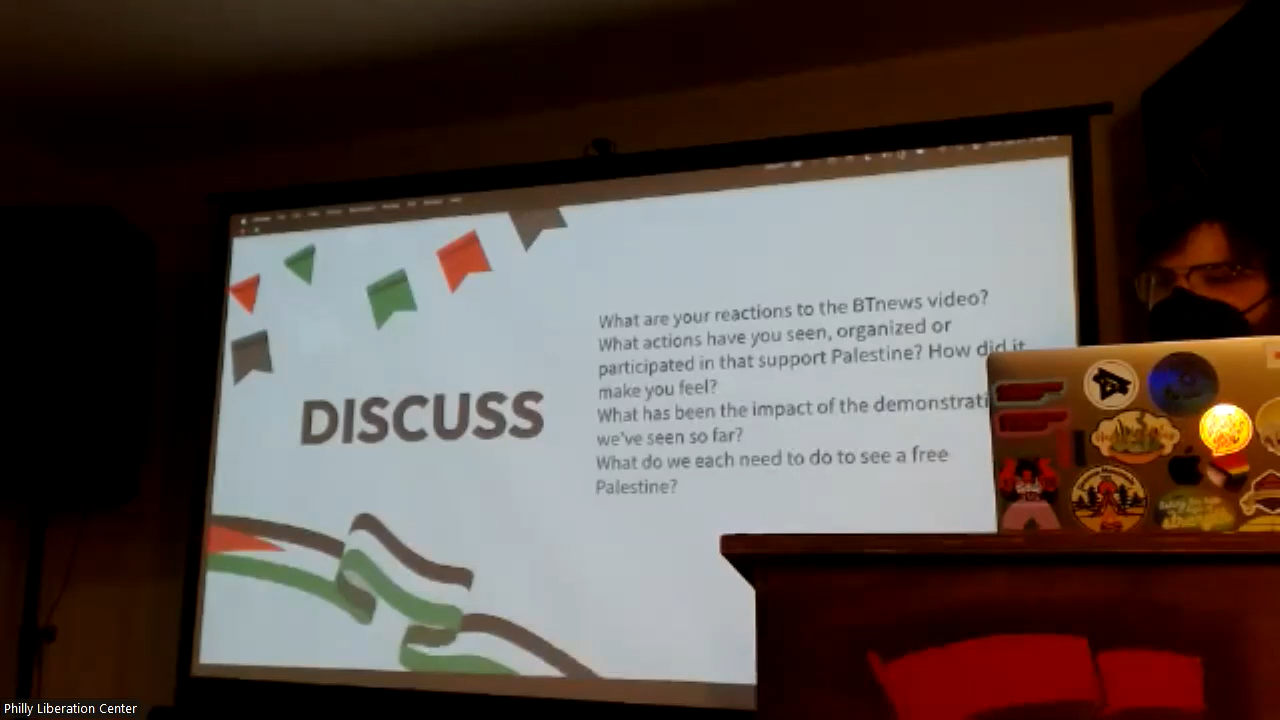 DISCUSS
What are your reactions to the BTnews video?
What actions have you seen, organized or
participated in that support Palestine? How did it
make you feel?
What has been the impact of the demonstrati
we've seen so far?
What do we each need to do to see a free
Palestine?
Philly Liberation Center